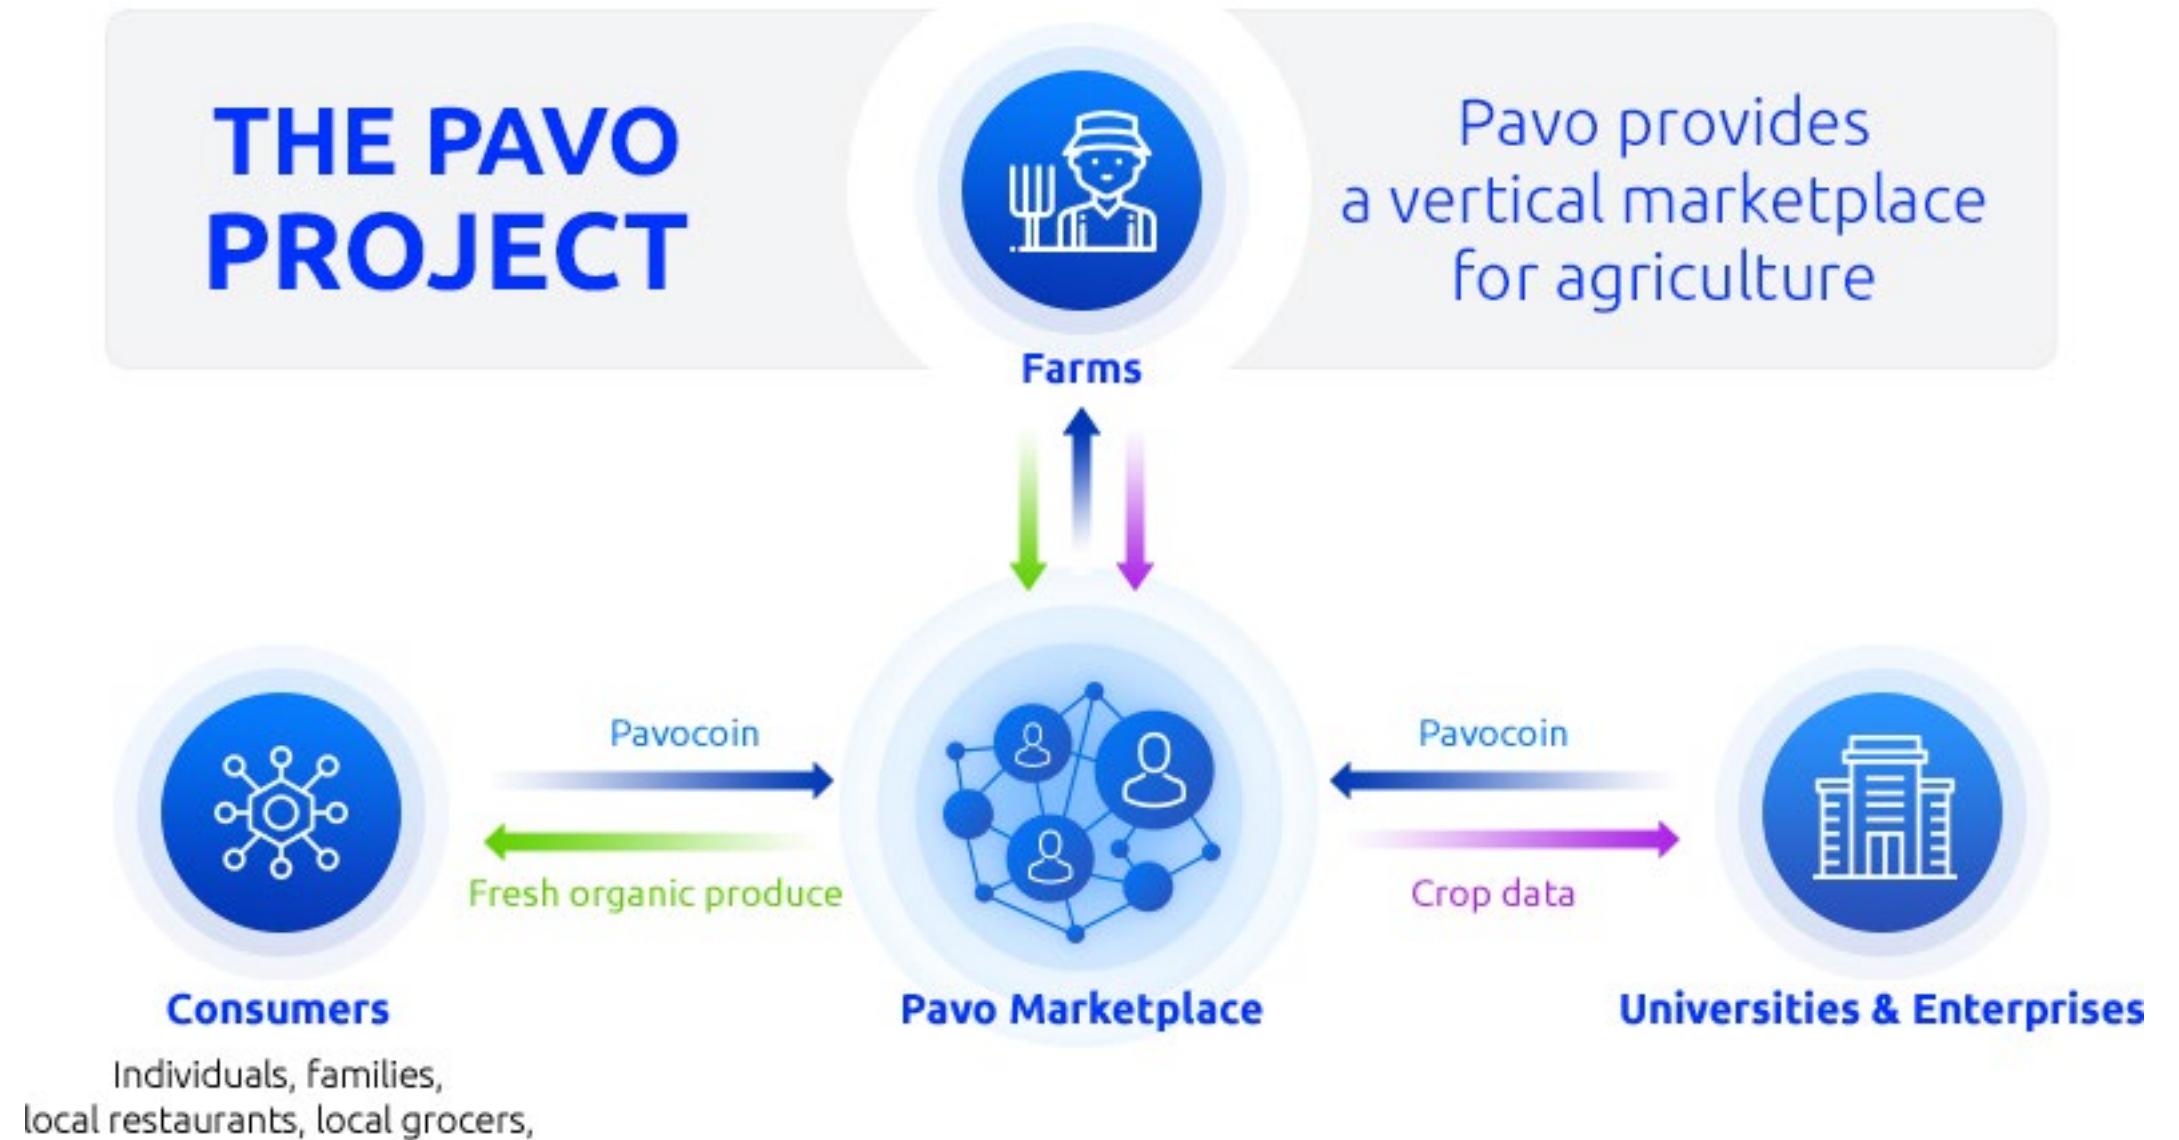 THE PAVO
PROJECT
Pavo provides
a vertical marketplace
for agriculture
Farms
Pavocoin
Fresh organic produce
Pavocoin
Crop data
Consumers
Individuals, families,
local restaurants, local grocers,
Pavo Marketplace
Universities & Enterprises